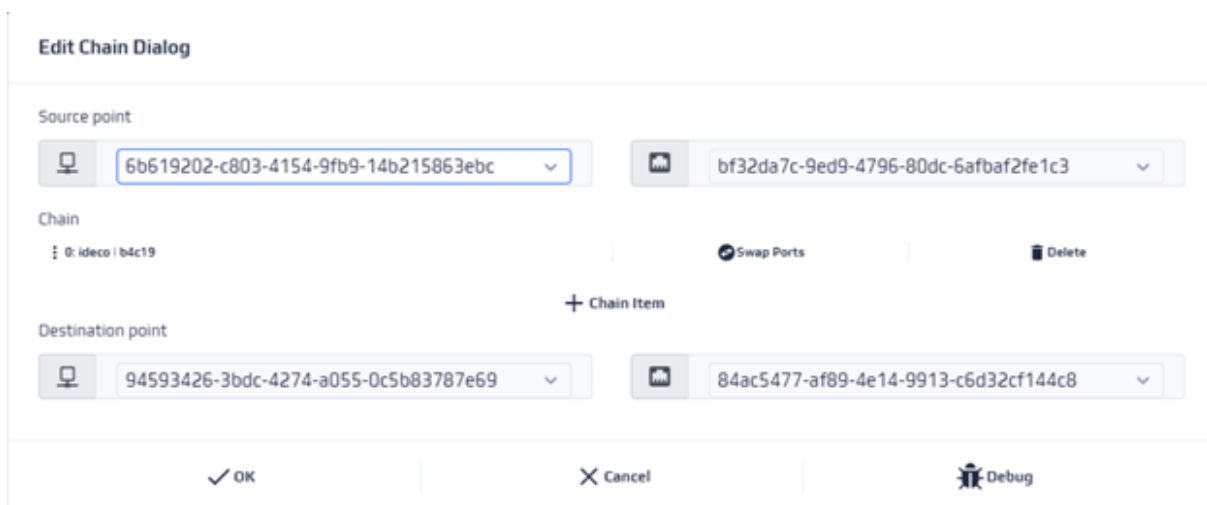 Edit Chain Dialog
Source point
6b619202-c803-4154-9fb9-14b215863ebc
bf32da7c-9ed9-4796-80dc-6afbaf2fe1c3
Chain
0: ideco | b4c19
Swap Ports
Delete
+ Chain Item
Destination point
94593426-3bdc-4274-a055-0c5b83787e69
84ac5477-af89-4e14-9913-c6d32cf144c8
OK
Cancel
Debug